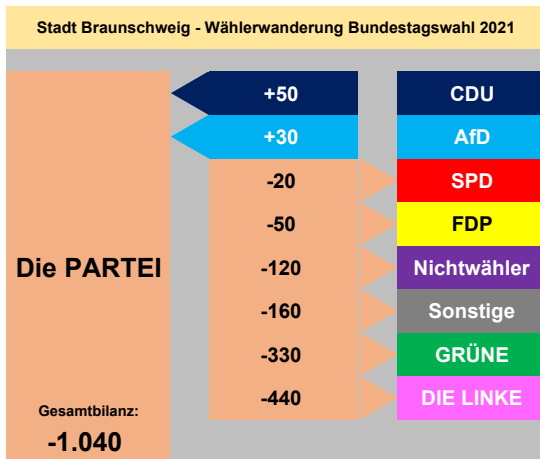 Stadt Braunschweig - Wählerwanderung Bundestagswahl 2021
+50 CDU
+30 AfD
-20 SPD
-50 FDP
Die PARTEI
-120 Nichtwähler
-160 Sonstige
-330 GRÜNE
-440 DIE LINKE
Gesamtbilanz:
-1.040